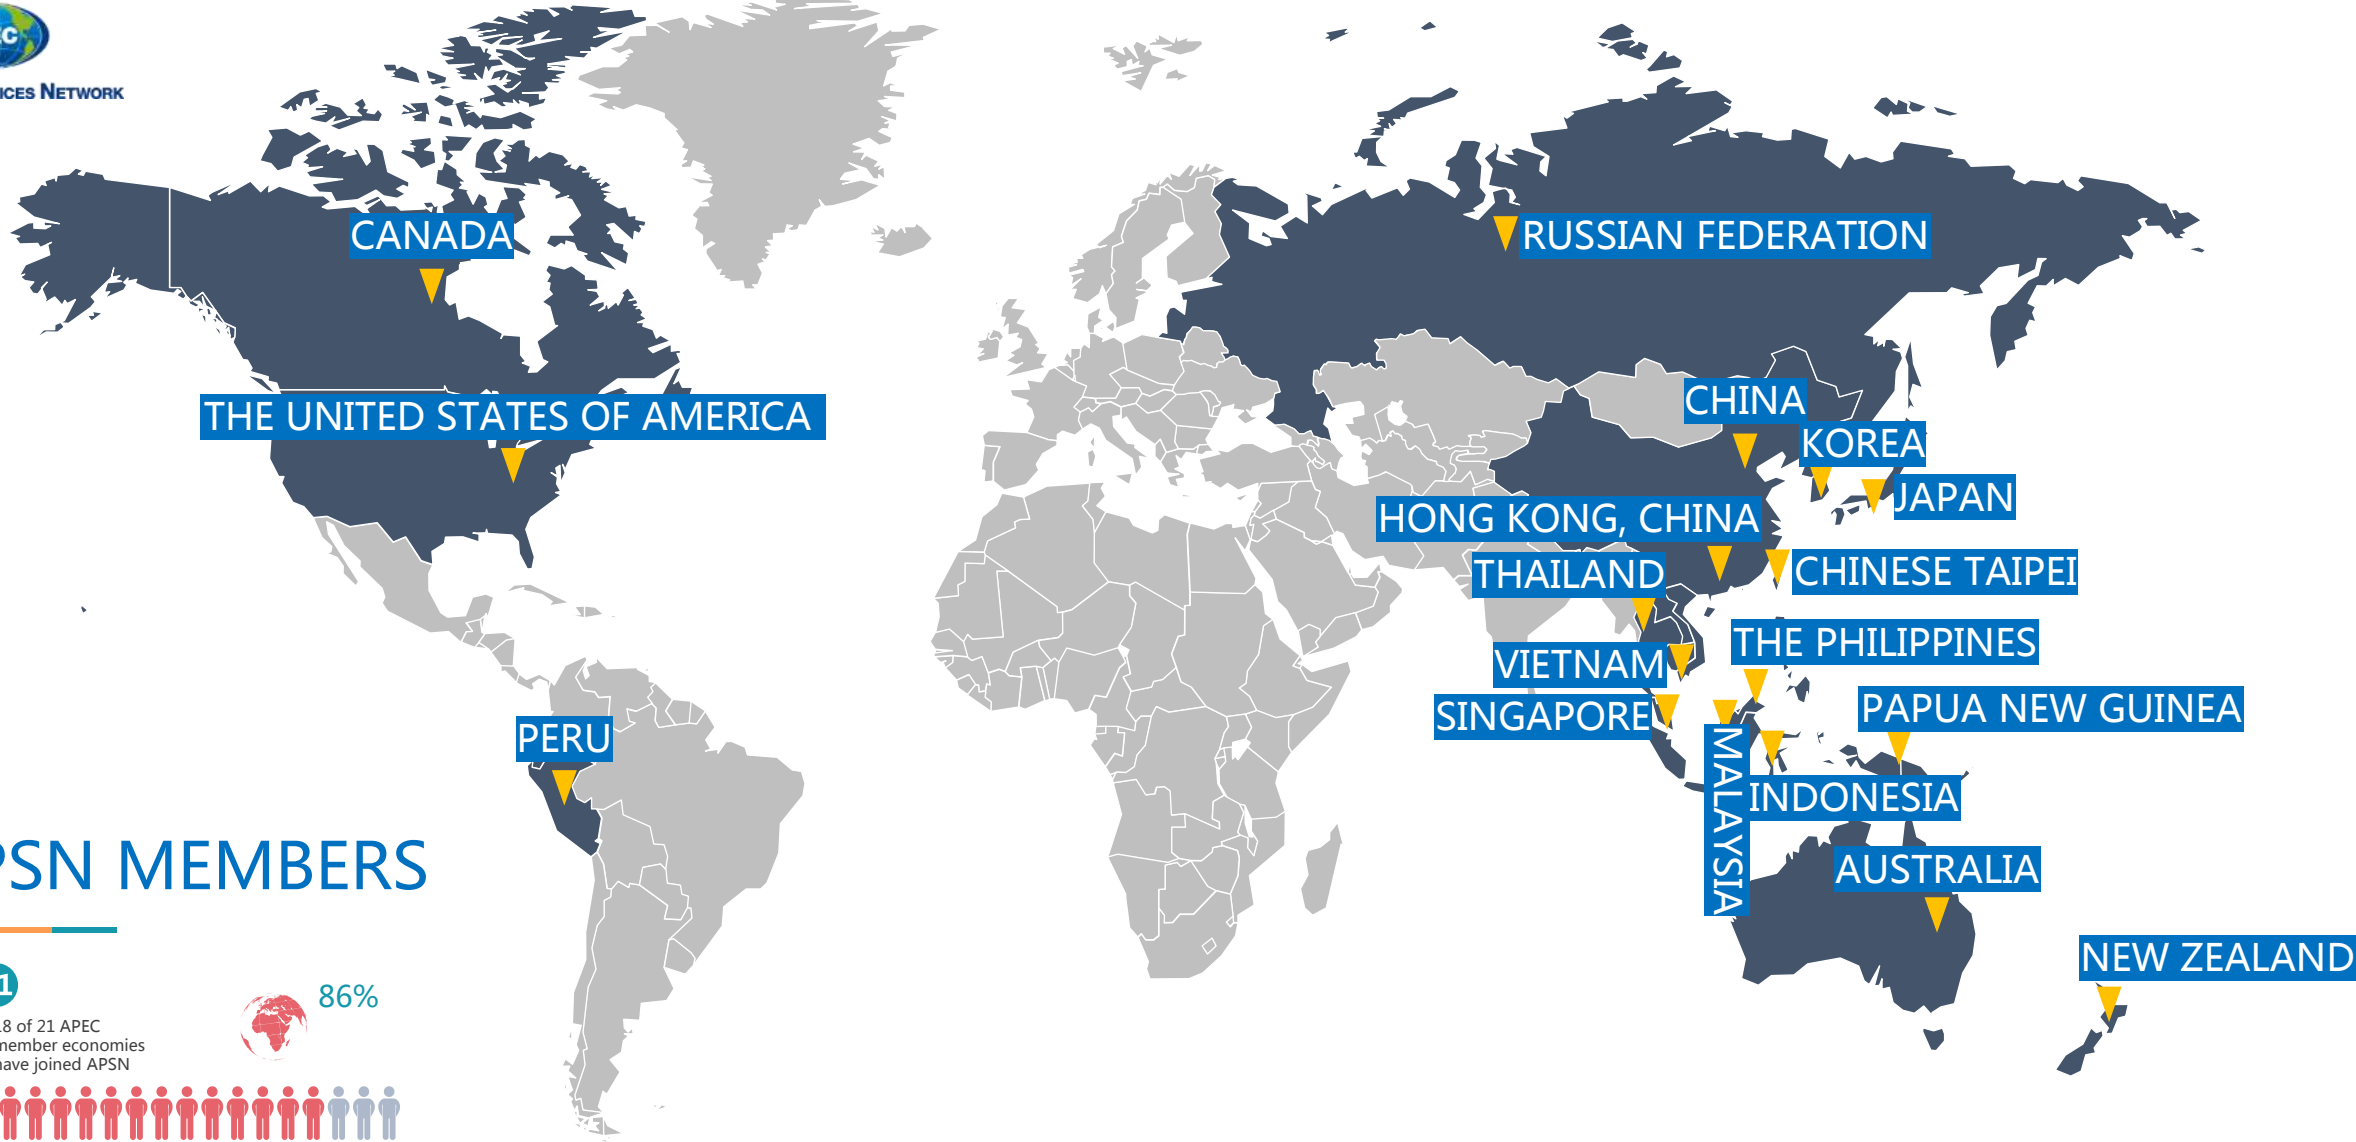 EC
ICES NETWORK
CANADA
RUSSIAN FEDERATION
THE UNITED STATES OF AMERICA
CHINA
KOREA
JAPAN
HONG KONG, CHINA
THAILAND
CHINESE TAIPEI
THE PHILIPPINES
VIETNAM
SINGAPORE
PAPUA NEW GUINEA
PERU
MALAYSIA
INDONESIA
AUSTRALIA
NEW ZEALAND
PSN MEMBERS
1
86%
18 of 21 APEC
member economies
have joined APSN